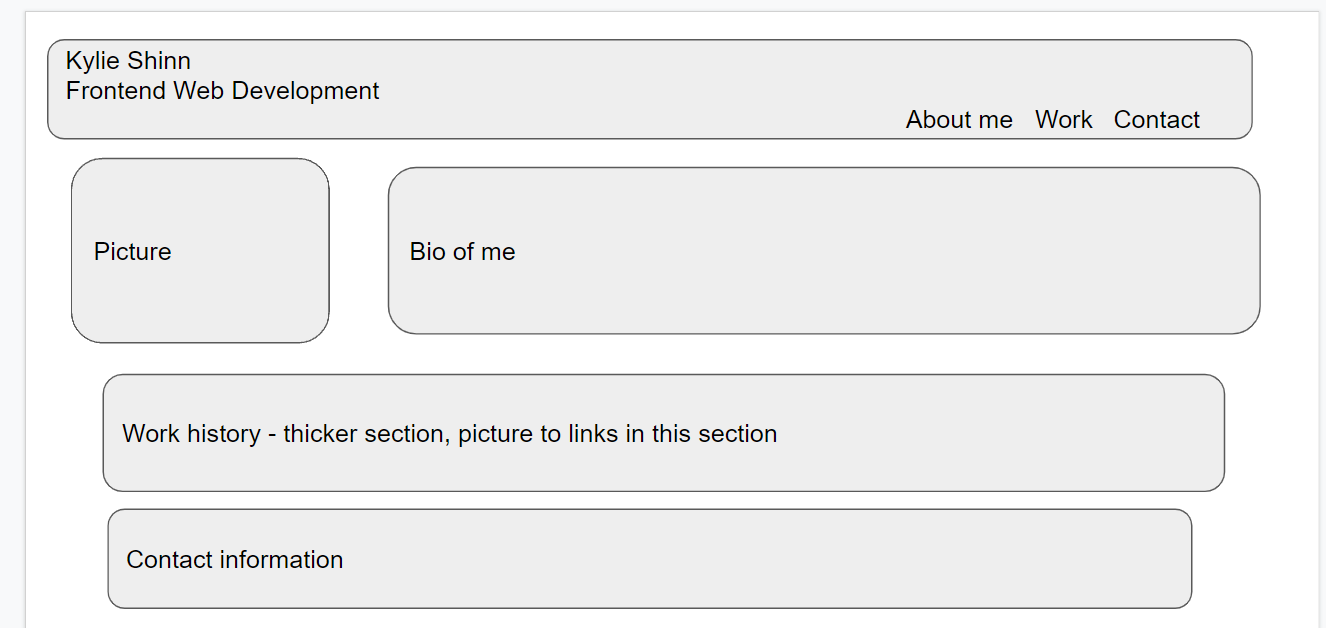 Kylie Shinn
Frontend Web Development
About me Work Contact
Picture
Bio of me
Work history - thicker section, picture to links in this section
Contact information